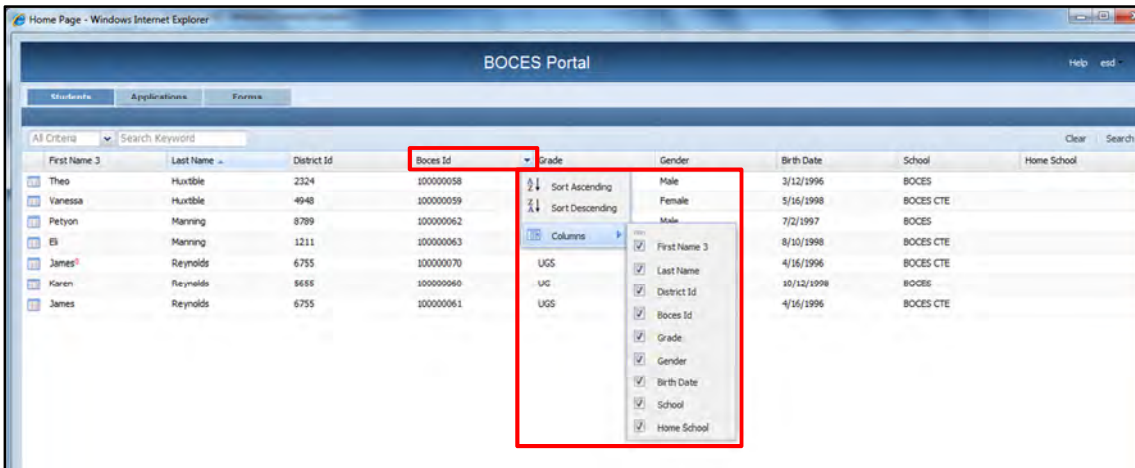 Home Page - Windows Internet Explorer
BOCES Portal Help esd
Students Applications Forms
All Criteria Search Keyword Clear Search
First Name 3 Last Name District Id Boces Id Grade Gender Birth Date School Home School
Theo Huxtible 2324 100000058 Sort Ascending Male 3/12/1996 BOCES
Vanessa Huxtible 4948 100000059 Sort Descending Female 5/16/1998 BOCES CTE
Petyon Manning 8789 100000062 Male 7/2/1997 BOCES
Eli Manning 1211 100000063 Columns First Name 3 8/10/1998 BOCES CTE
James Reynolds 6755 100000070 UGS Last Name 4/16/1996 BOCES CTE
Karen Reynolds 5655 100000060 UG District Id 10/12/1998 BOCES
James Reynolds 6755 100000061 UGS Boces Id 4/16/1996 BOCES CTE
Grade
Gender
Birth Date
School
Home School